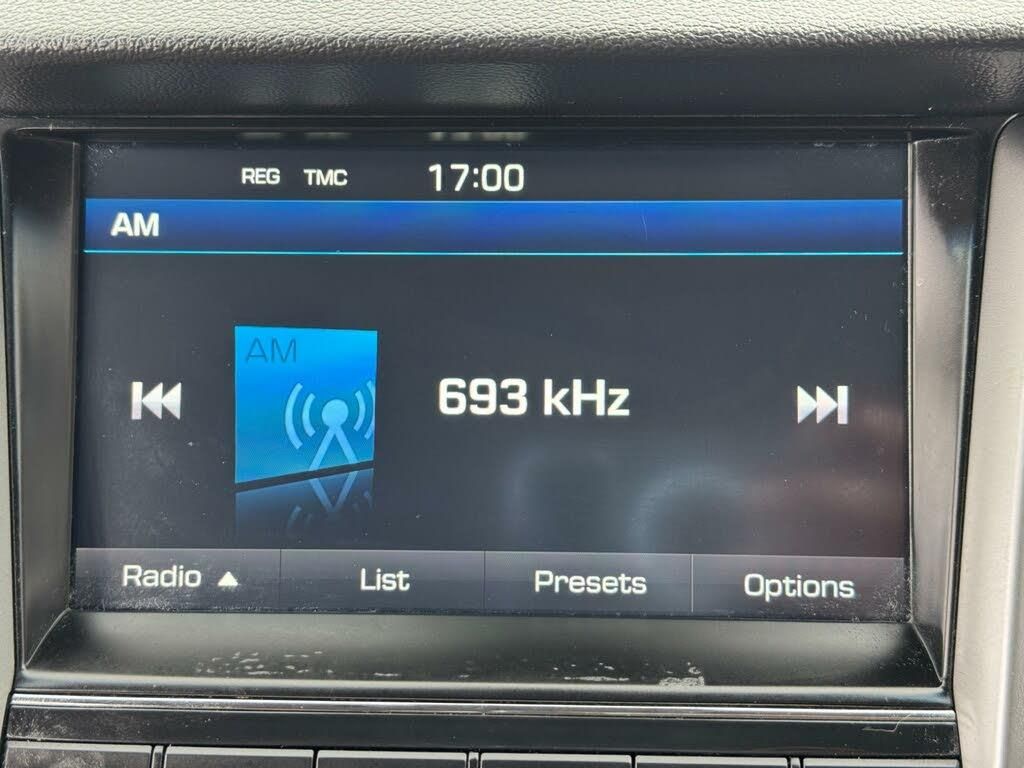 REG TMC 17:00
AM
AM
693 kHz
Radio ▲ List Presets Options